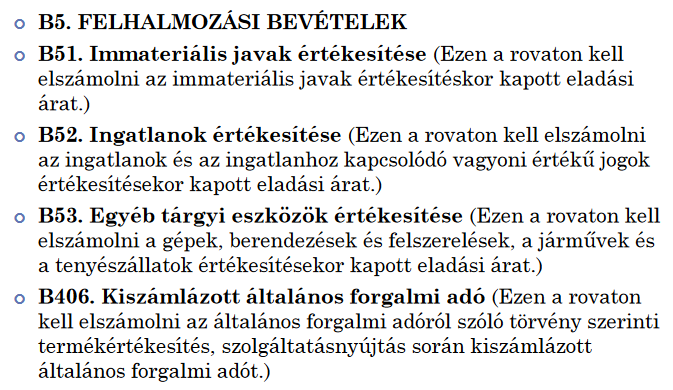 B5. FELHALMOZÁSI BEVÉTELEK
B51. Immateriális javak értékesítése (Ezen a rovaton kell
elszámolni az immateriális javak értékesítéskor kapott eladási
árat.)
B52. Ingatlanok értékesítése (Ezen a rovaton kell elszámolni
az ingatlanok és az ingatlanhoz kapcsolódó vagyoni értékű jogok
értékesítésekor kapott eladási árat.)
B53. Egyéb tárgyi eszközök értékesítése (Ezen a rovaton kell
elszámolni a gépek, berendezések és felszerelések, a járművek és
a tenyészállatok értékesítésekor kapott eladási árat.)
B406. Kiszámlázott általános forgalmi adó (Ezen a rovaton
kell elszámolni az általános forgalmi adóról szóló törvény szerinti
termékértékesítés, szolgáltatásnyújtás során kiszámlázott
általános forgalmi adót.)